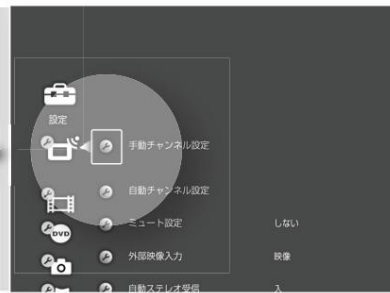 設定
手動チャンネル設定
自動チャンネル設定
ミュート設定 しない
外部映像入力 映像
DVD
自動ステレオ受信 入